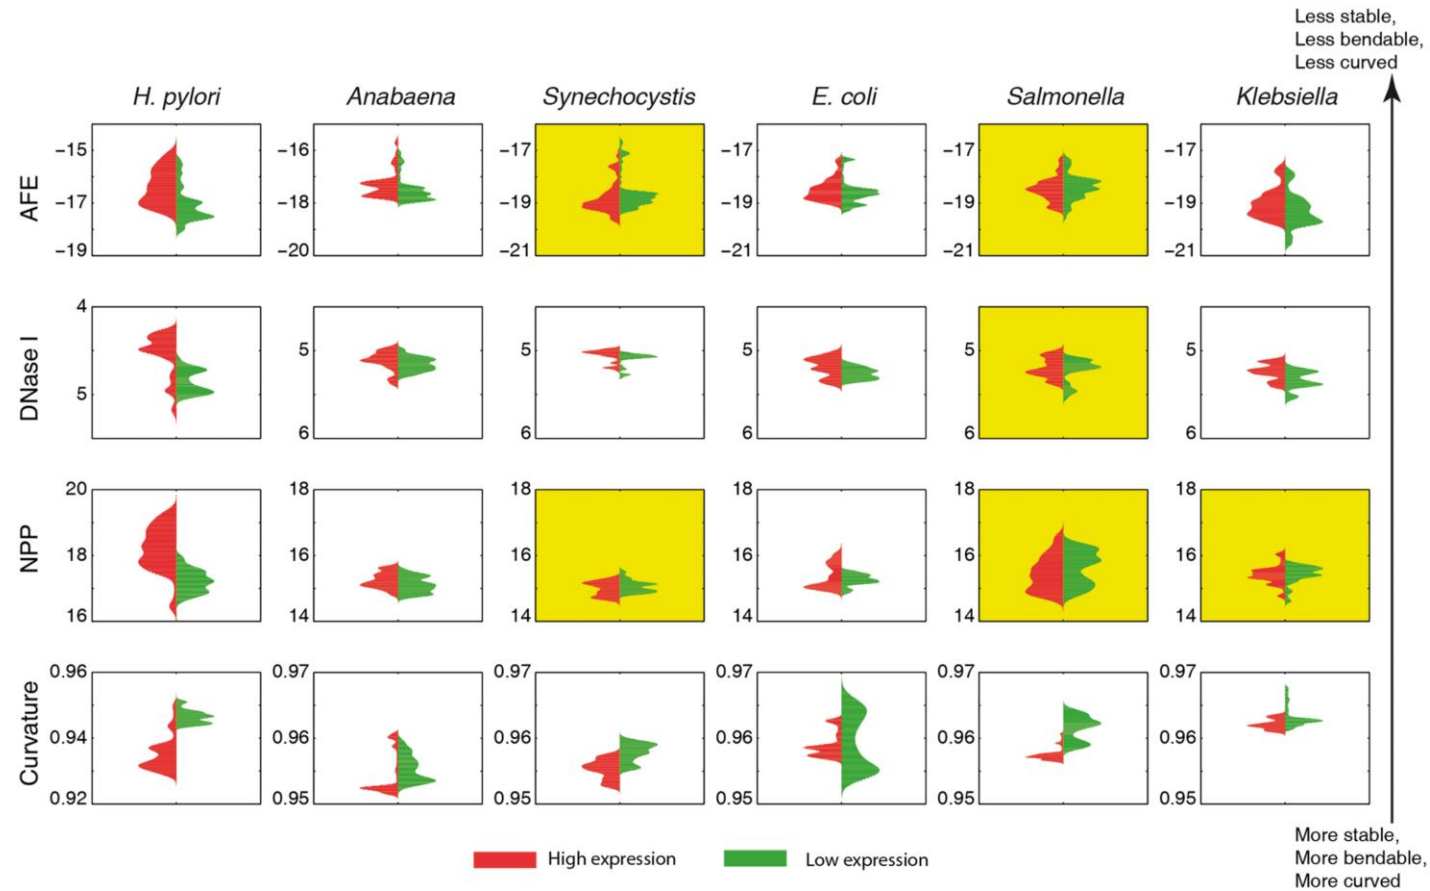 Less stable,
Less bendable,
Less curved
H. pylori Anabaena Synechocystis E. coli Salmonella Klebsiella
AFE
−15 −17 −19
−16 −18 −20
−17 −19 −21
−17 −19 −21
−17 −19 −21
−17 −19 −21
DNase I
4 5
5 6
5 6
5 6
5 6
5 6
NPP
20 18 16
18 16 14
18 16 14
18 16 14
18 16 14
18 16 14
Curvature
0.96 0.94 0.92
0.97 0.96 0.95
0.97 0.96 0.95
0.97 0.96 0.95
0.97 0.96 0.95
0.97 0.96 0.95
High expression Low expression
More stable,
More bendable,
More curved